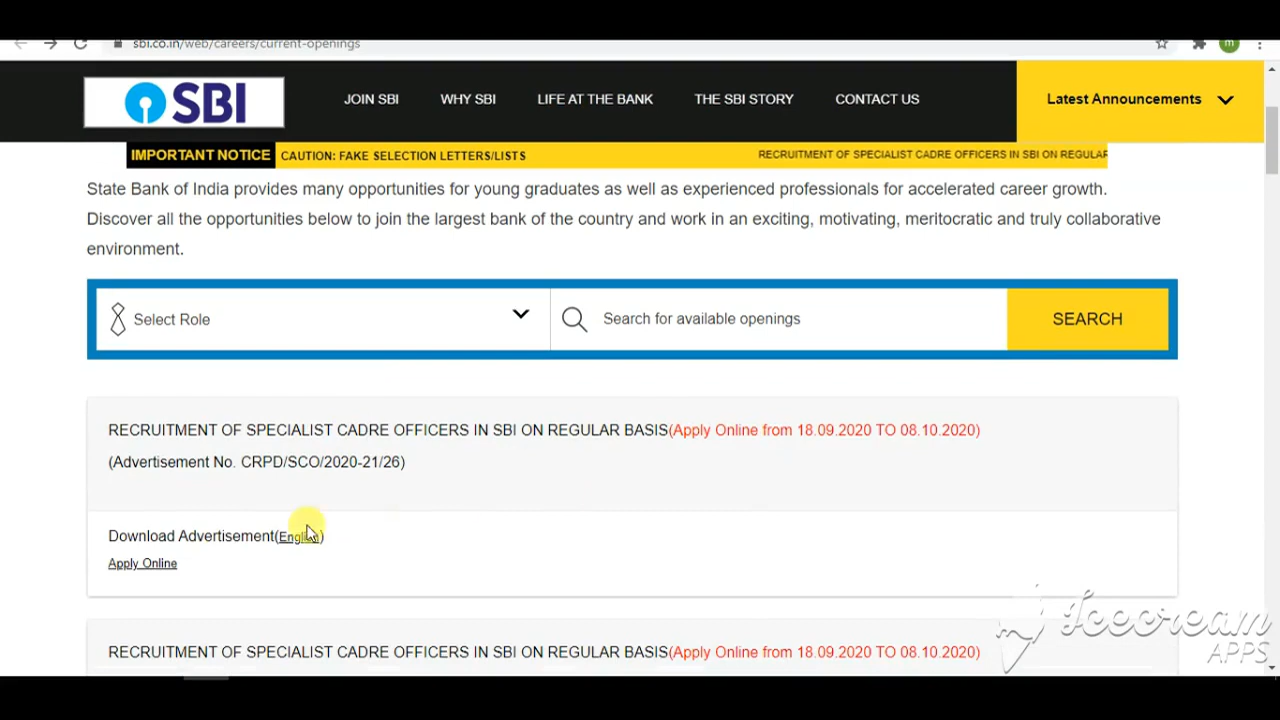 sbi.co.in/web/careers/current-openings
m
SBI
JOIN SBI
WHY SBI
LIFE AT THE BANK
THE SBI STORY
CONTACT US
Latest Announcements
IMPORTANT NOTICE
CAUTION: FAKE SELECTION LETTERS/LISTS
RECRUITMENT OF SPECIALIST CADRE OFFICERS IN SBI ON REGULAR
State Bank of India provides many opportunities for young graduates as well as experienced professionals for accelerated career growth.
Discover all the opportunities below to join the largest bank of the country and work in an exciting, motivating, meritocratic and truly collaborative
environment.
Select Role
Search for available openings
SEARCH
RECRUITMENT OF SPECIALIST CADRE OFFICERS IN SBI ON REGULAR BASIS(Apply Online from 18.09.2020 TO 08.10.2020)
(Advertisement No. CRPD/SCO/2020-21/26)
Download Advertisement(English)
Apply Online
Icecream
APPS
RECRUITMENT OF SPECIALIST CADRE OFFICERS IN SBI ON REGULAR BASIS(Apply Online from 18.09.2020 TO 08.10.2020)